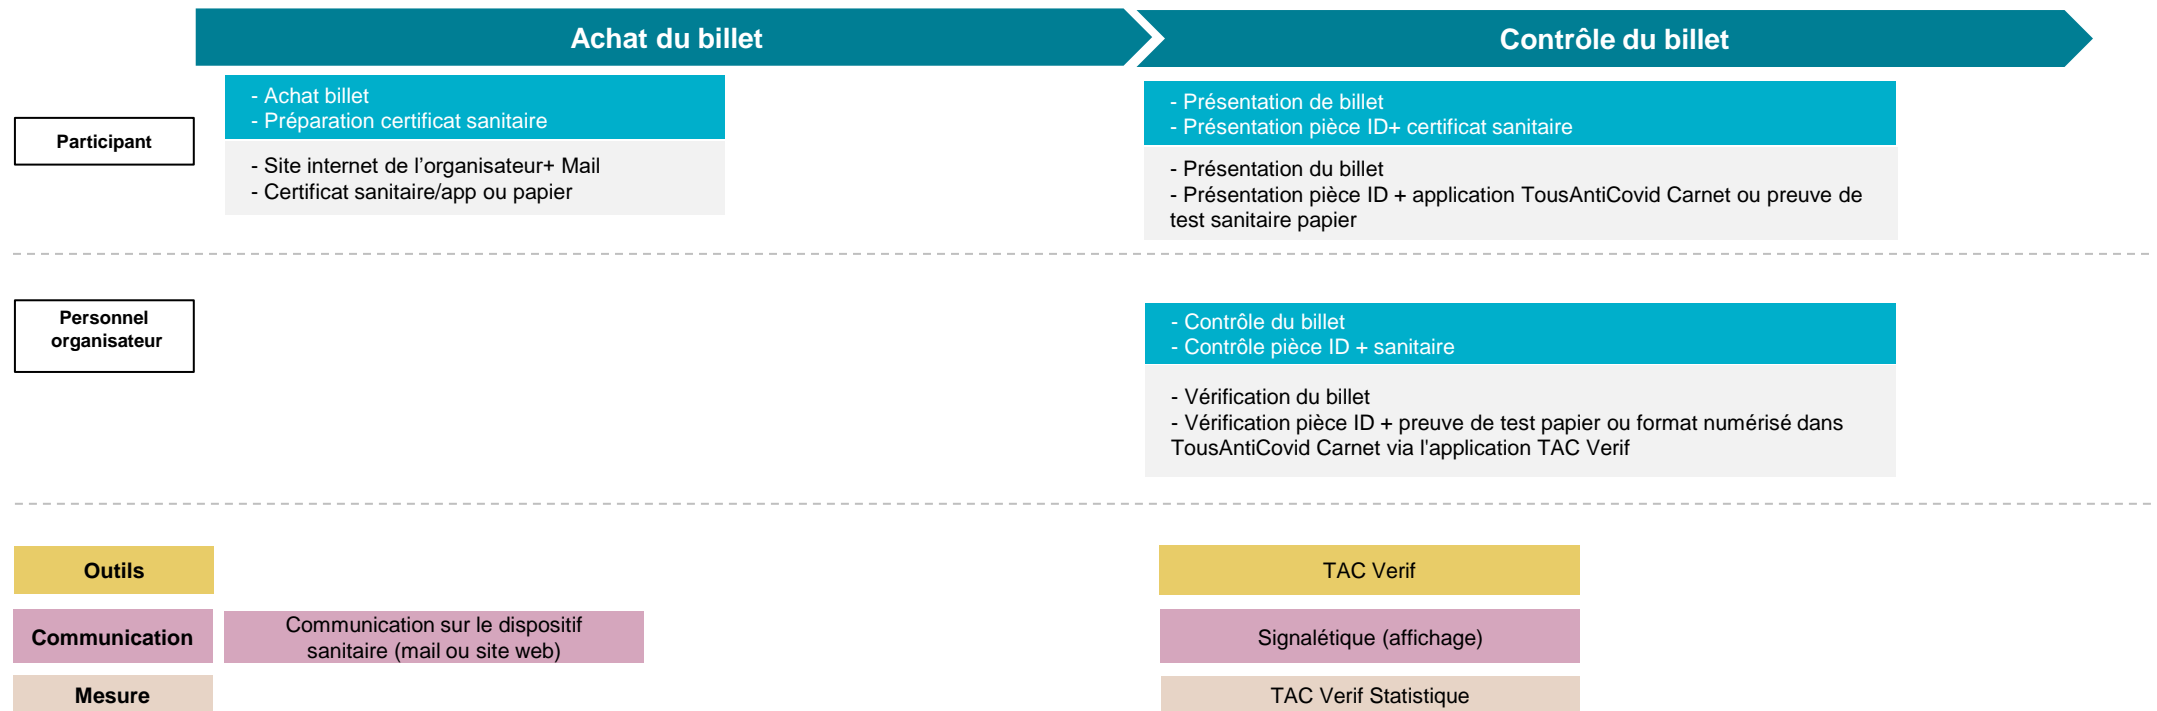 Achat du billet
Contrôle du billet
Participant
- Achat billet
- Préparation certificat sanitaire
- Site internet de l'organisateur+ Mail
- Certificat sanitaire/app ou papier
- Présentation de billet
- Présentation pièce ID+ certificat sanitaire
- Présentation du billet
- Présentation pièce ID + application TousAntiCovid Carnet ou preuve de
test sanitaire papier
Personnel
organisateur
- Contrôle du billet
- Contrôle pièce ID + sanitaire
- Vérification du billet
- Vérification pièce ID + preuve de test papier ou format numérisé dans
TousAntiCovid Carnet via l'application TAC Verif
Outils
TAC Verif
Communication
Communication sur le dispositif
sanitaire (mail ou site web)
Signalétique (affichage)
Mesure
TAC Verif Statistique